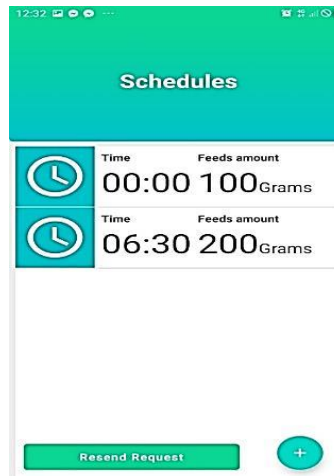 12:32
Schedules
Time Feeds amount
00:00 100Grams
Time Feeds amount
06:30 200Grams
Resend Request
+